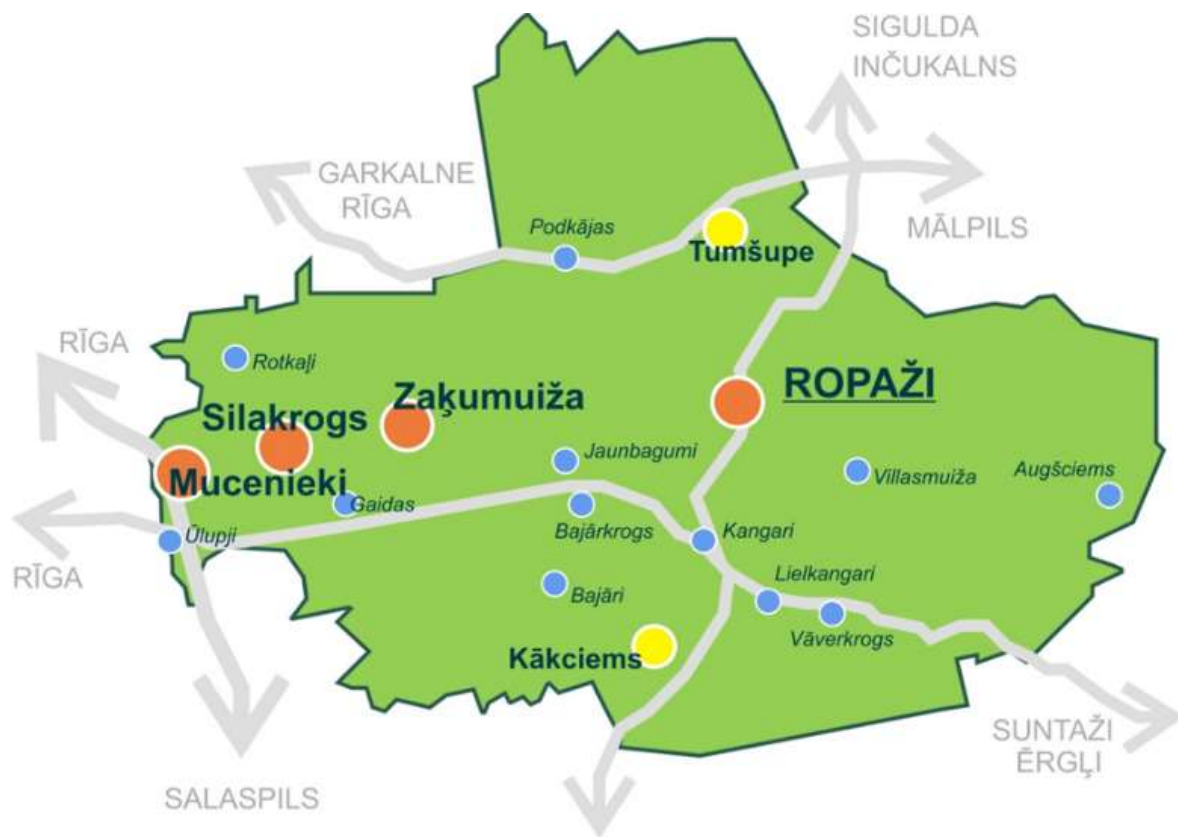 SIGULDA
INČUKALNS
GARKALNE
RĪGA
MĀLPILS
Podkājas
Tumšupe
RĪGA
Rotkaļi
Zaķumuiža
ROPAŽI
Silakrogs
Mucenieki
Jaunbagumi
Villasmuiža
Augšciems
Gaidas
Bajārkrogs
Kangari
Ūlupji
RĪGA
Bajāri
Lielkangari
Vāverkrogs
Kākciems
SUNTAŽI
ĒRGĻI
SALASPILS